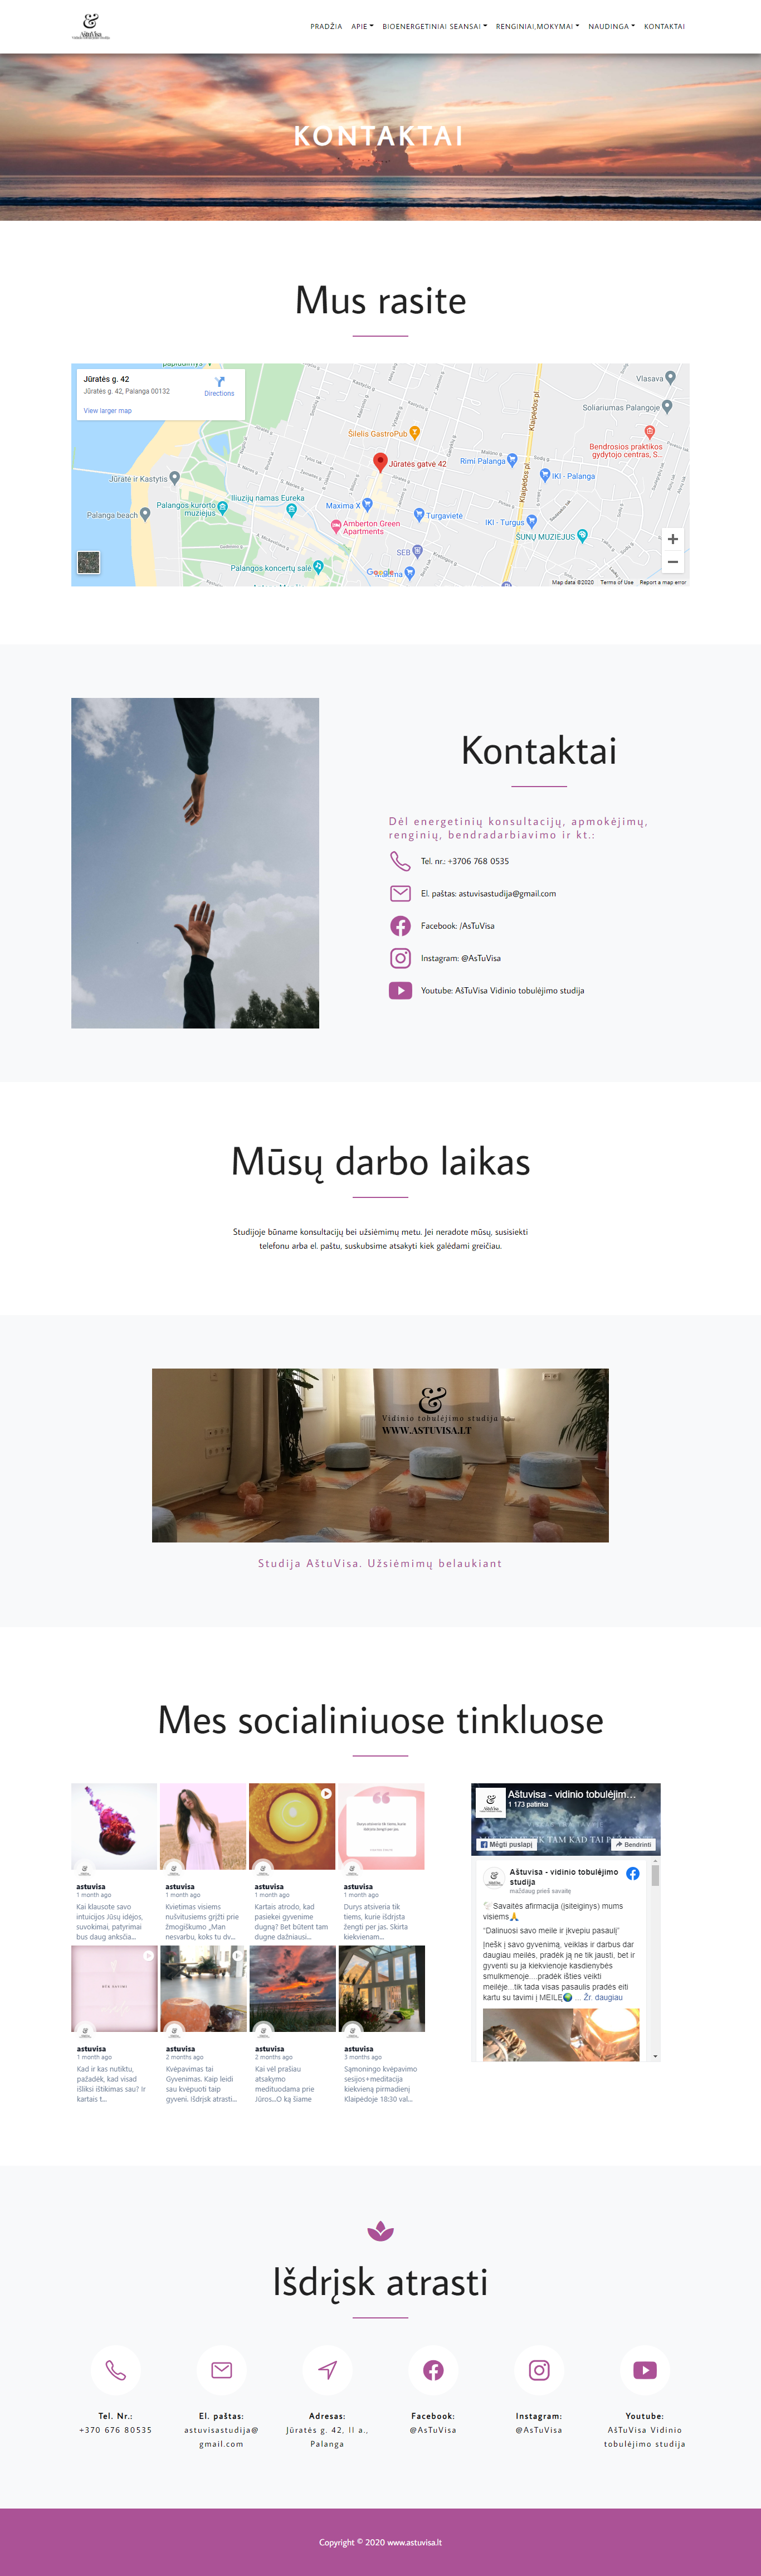 &
AštuVisa
PRADŽIA APIE BIOENERGETINIAI SEANSAI RENGINIAI,MOKYMAI NAUDINGA KONTAKTAI
KONTAKTAI
Mus rasite
Jūratės g. 42
Jūratės g. 42, Palanga 00132
Directions
View larger map
Vlasava
Soliariumas Palangoje
Šilelis GastroPub
Klaipėdos pl.
Bendrosios praktikos
gydytojo centras, S...
Jūratės gatvė 42
Rimi Palanga
IKI - Palanga
Jūratė ir Kastytis
Iliuzijų namas Eureka
Klaipėdos pl.
Palanga beach
Palangos kurorto
muziejus
Maxima X
Turgavietė
IKI - Turgus
Amberton Green
Apartments
ŠUNŲ MUZIEJUS
SEB
Palangos koncertų salė
Google
Map data ©2020 Terms of Use Report a map error
Kontaktai
Dėl energetinių konsultacijų, apmokėjimų,
renginių, bendradarbiavimo ir kt.:
Tel. nr.: +3706 768 0535
El. paštas: astuvisastudija@gmail.com
Facebook: /AsTuVisa
Instagram: @AsTuVisa
Youtube: AšTuVisa Vidinio tobulėjimo studija
Mūsų darbo laikas
Studijoje būname konsultacijų bei užsiėmimų metu. Jei neradote mūsų, susisiekti
telefonu arba el. paštu, suskubsime atsakyti kiek galėdami greičiau.
&
Vidinio tobulėjimo studija
WWW.ASTUVISA.LT
Studija AštuVisa. Užsiėmimų belaukiant
Mes socialiniuose tinkluose
astuvisa
1 month ago
Kai klausote savo
intuicijos Jūsų idėjos,
suvokimai, patyrimai
bus daug anksčia...
astuvisa
1 month ago
Kvietimas visiems
nušvitusiems grįžti prie
žmogiškumo „Man
nesvarbu, koks tu dv...
astuvisa
1 month ago
Kartais atrodo, kad
pasiekei gyvenime
dugną? Bet būtent tam
dugne dažniausi...
astuvisa
1 month ago
Durys atsiveria tik
tiems, kurie išdrįsta
žengti per jas. Skirta
kiekvienam...
astuvisa
1 month ago
Kad ir kas nutiktu,
pažadėk, kad visad
išliksi ištikimas sau? Ir
kartais t...
astuvisa
2 months ago
Kvėpavimas tai
Gyvenimas. Kaip leidi
sau kvėpuoti taip
gyveni. Išdrįsk atrasti...
astuvisa
2 months ago
Kai vėl prašiau
atsakymo
medituodama prie
Jūros...O ką šiame
astuvisa
3 months ago
Sąmoningo kvėpavimo
sesijos+meditacija
kiekvieną pirmadienį
Klaipėdoje 18:30 val...
Aštuvisa - vidinio tobulėjim...
1 173 patinka
Mėgti puslapį
Bendrinti
Aštuvisa - vidinio tobulėjimo
studija
maždaug prieš savaitę
Savaitės afirmacija (įsiteiginys) mums
visiems🙏
“Dalinuosi savo meile ir įkvepiu pasaulį”
Įnešk į savo gyvenimą, veiklas ir darbus dar
daugiau meilės, pradėk ją ne tik jausti, bet ir
gyventi su ja kiekvienoje kasdienybės
smulkmenoje....pradėk išties veikti
meilėje...tik tada visas pasaulis pradės eiti
kartu su tavimi į MEILĘ🌍 ... Žr. daugiau
Išdrįsk atrasti
Tel. Nr.:
+370 676 80535
El. paštas:
astuvisastudija@
gmail.com
Adresas:
Jūratės g. 42, II a.,
Palanga
Facebook:
@AsTuVisa
Instagram:
@AsTuVisa
Youtube:
AšTuVisa Vidinio
tobulėjimo studija
Copyright © 2020 www.astuvisa.lt